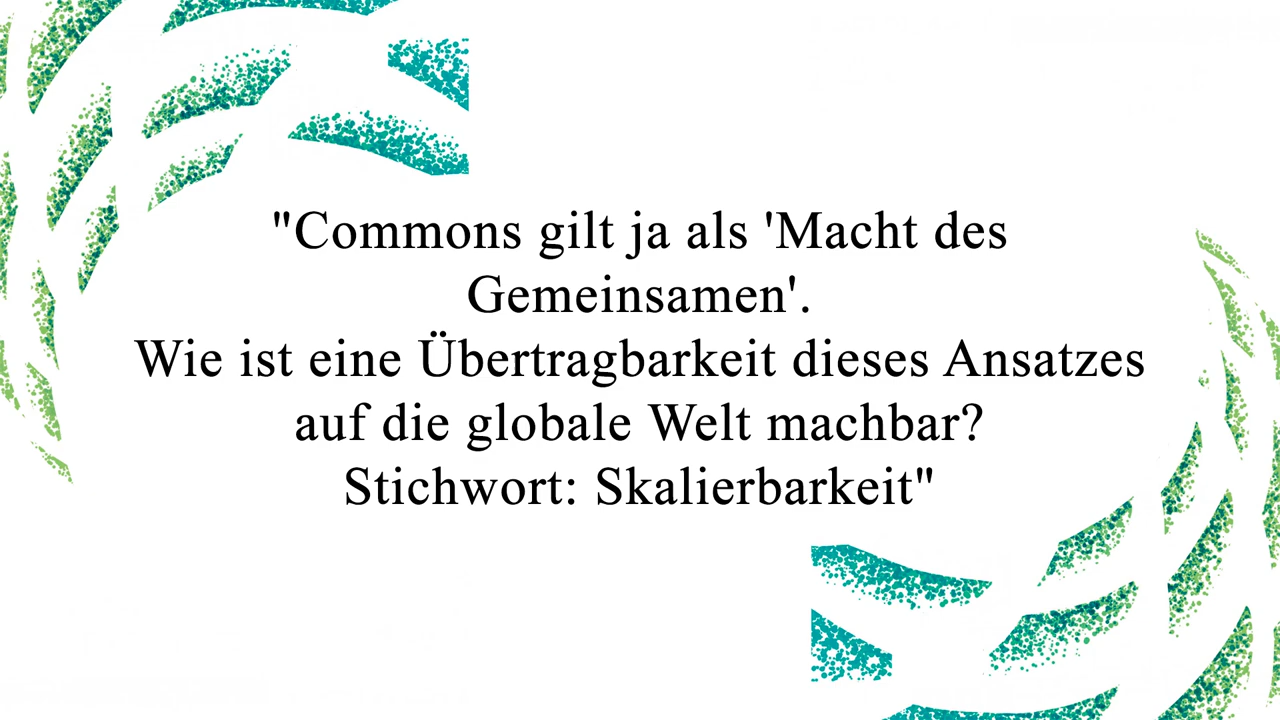 "Commons gilt ja als 'Macht des
Gemeinsamen'.
Wie ist eine Übertragbarkeit dieses Ansatzes
auf die globale Welt machbar?
Stichwort: Skalierbarkeit"